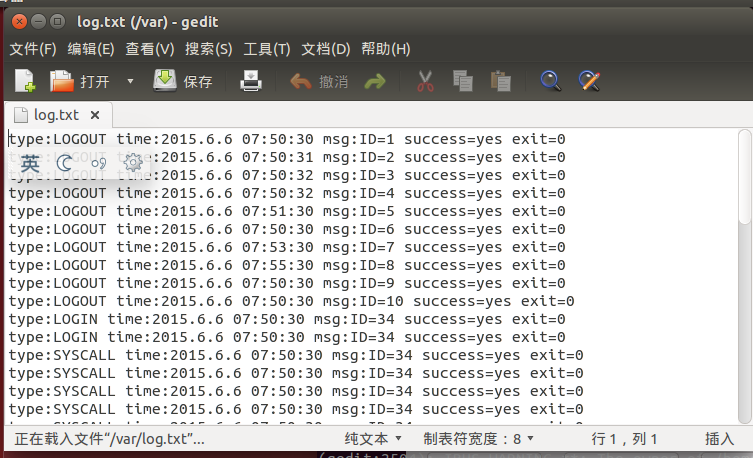 log.txt (/var) - gedit
文件(F) 编辑(E) 查看(V) 搜索(S) 工具(T) 文档(D) 帮助(H)
打开 保存 撤消
log.txt
type:LOGOUT time:2015.6.6 07:50:30 msg:ID=1 success=yes exit=0
type:LOGOUT time:2015.6.6 07:50:31 msg:ID=2 success=yes exit=0
英
type:LOGOUT time:2015.6.6 07:50:32 msg:ID=3 success=yes exit=0
type:LOGOUT time:2015.6.6 07:50:32 msg:ID=4 success=yes exit=0
type:LOGOUT time:2015.6.6 07:51:30 msg:ID=5 success=yes exit=0
type:LOGOUT time:2015.6.6 07:50:30 msg:ID=6 success=yes exit=0
type:LOGOUT time:2015.6.6 07:53:30 msg:ID=7 success=yes exit=0
type:LOGOUT time:2015.6.6 07:55:30 msg:ID=8 success=yes exit=0
type:LOGOUT time:2015.6.6 07:50:30 msg:ID=9 success=yes exit=0
type:LOGOUT time:2015.6.6 07:50:30 msg:ID=10 success=yes exit=0
type:LOGIN time:2015.6.6 07:50:30 msg:ID=34 success=yes exit=0
type:LOGIN time:2015.6.6 07:50:30 msg:ID=34 success=yes exit=0
type:SYSCALL time:2015.6.6 07:50:30 msg:ID=34 success=yes exit=0
type:SYSCALL time:2015.6.6 07:50:30 msg:ID=34 success=yes exit=0
type:SYSCALL time:2015.6.6 07:50:30 msg:ID=34 success=yes exit=0
type:SYSCALL time:2015.6.6 07:50:30 msg:ID=34 success=yes exit=0
正在载入文件“/var/log.txt”... 纯文本 制表符宽度：8 行 1，列 1 插入